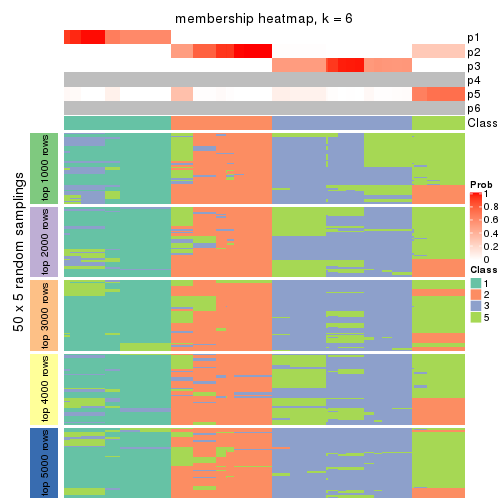 membership heatmap, k = 6
p1
p2
p3
p4
p5
p6
Class
50 x 5 random samplings
top 1000 rows
top 2000 rows
top 3000 rows
top 4000 rows
top 5000 rows
Prob
1
0.8
0.6
0.4
0.2
0
Class
1
2
3
5